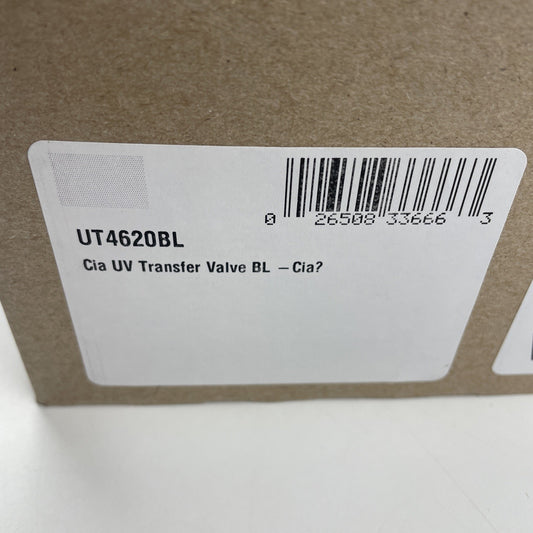 0 26508 33666 3
UT4620BL
Cia UV Transfer Valve BL –Cia?